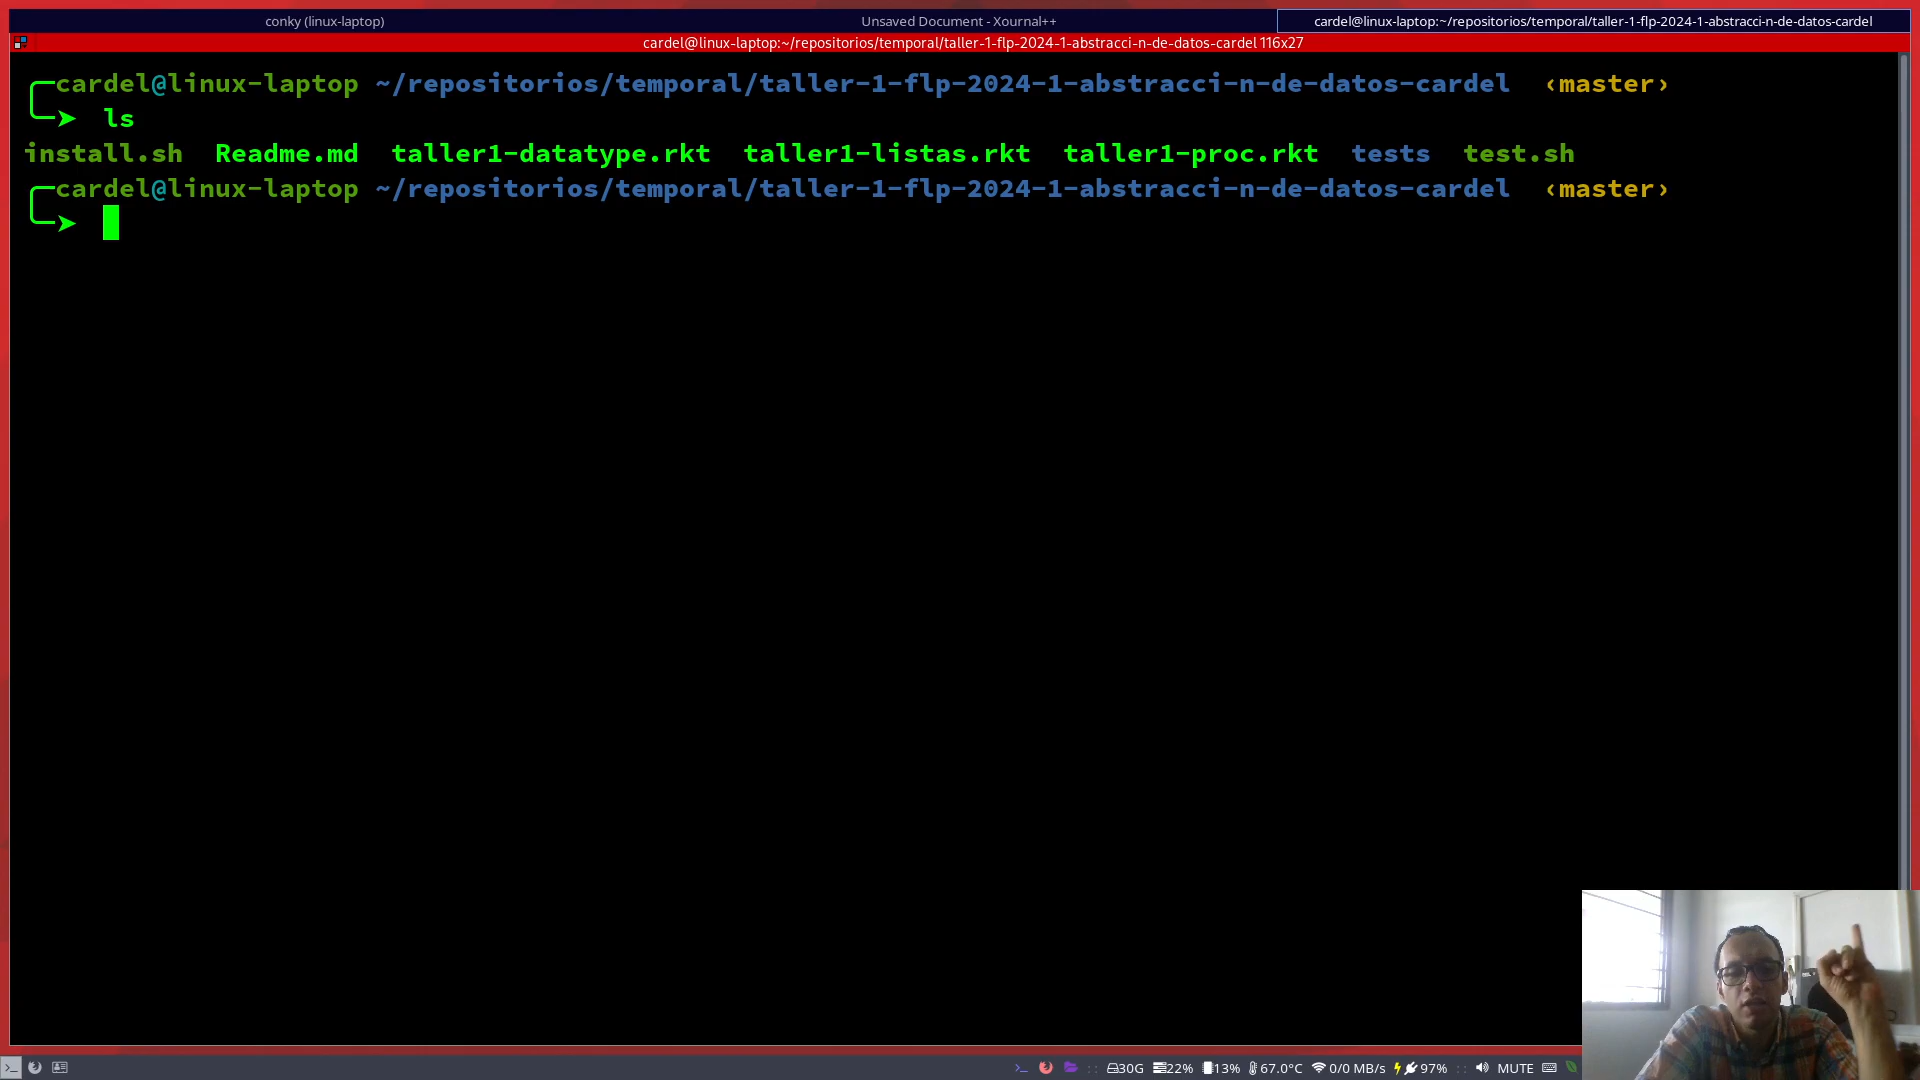 conky (linux-laptop)
Unsaved Document - Xournal++
cardel@linux-laptop:~/repositorios/temporal/taller-1-flp-2024-1-abstracci-n-de-datos-cardel
cardel@linux-laptop:~/repositorios/temporal/taller-1-flp-2024-1-abstracci-n-de-datos-cardel 116x27
cardel@linux-laptop ~/repositorios/temporal/taller-1-flp-2024-1-abstracci-n-de-datos-cardel ‹master›
➤ ls
install.sh Readme.md taller1-datatype.rkt taller1-listas.rkt taller1-proc.rkt tests test.sh
cardel@linux-laptop ~/repositorios/temporal/taller-1-flp-2024-1-abstracci-n-de-datos-cardel ‹master›
➤
30G 22% 13% 67.0°C 0/0 MB/s 97% MUTE